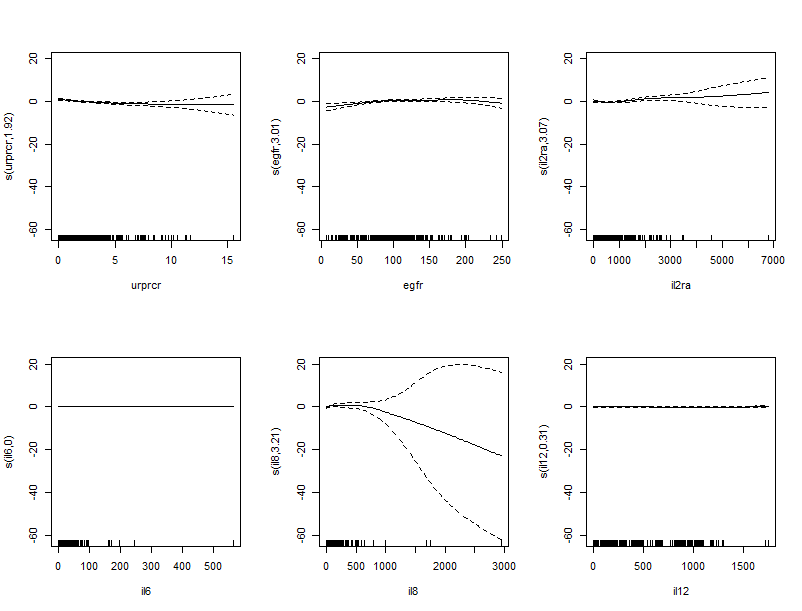 s(urprcr,1.92)
20
0
-20
-40
-60
0 5 10 15
urprcr
s(egfr,3.01)
20
0
-20
-40
-60
0 50 100 150 200 250
egfr
s(il2ra,3.07)
20
0
-20
-40
-60
0 1000 3000 5000 7000
il2ra
s(il6,0)
20
0
-20
-40
-60
0 100 200 300 400 500
il6
s(il8,3.21)
20
0
-20
-40
-60
0 500 1000 2000 3000
il8
s(il12,0.31)
20
0
-20
-40
-60
0 500 1000 1500
il12